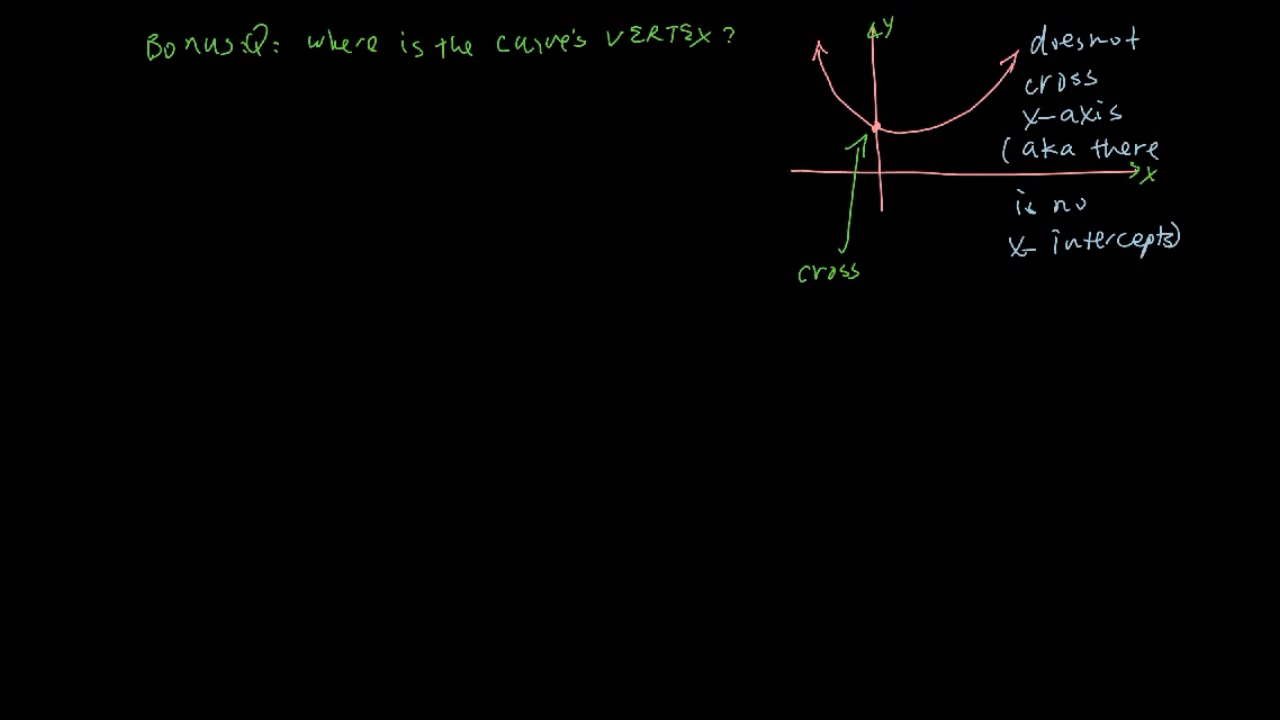 Bonus:Q: where is the curve's VERTEX?
y
does not
cross
x-axis
(aka there
x
is no
x- intercepts)
cross